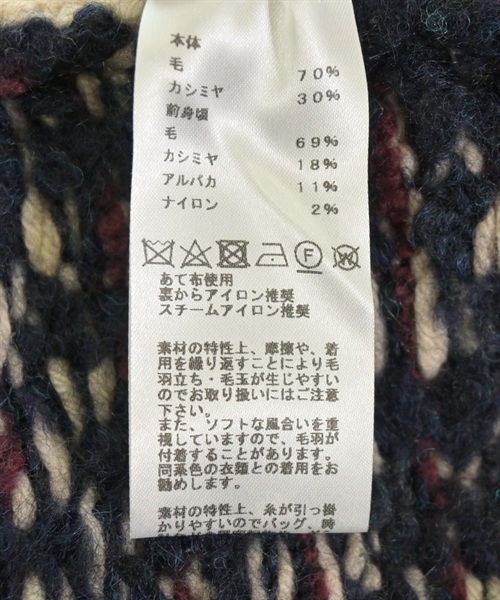 本体
毛 70%
カシミヤ 30%
前身頃
毛 69%
カシミヤ 18%
アルパカ 11%
ナイロン 2%
F W
あて布使用
裏からアイロン推奨
スチームアイロン推奨
素材の特性上、摩擦や、着
用を繰り返すことにより毛
羽立ち・毛玉が生じやすい
のでお取り扱いにはご注意
下さい。
また、ソフトな風合いを重
視していますので、毛羽が
付着することがあります。
同系色の衣類との着用をお
勧めします。
素材の特性上、糸が引っ掛
かりやすいのでバッグ、時